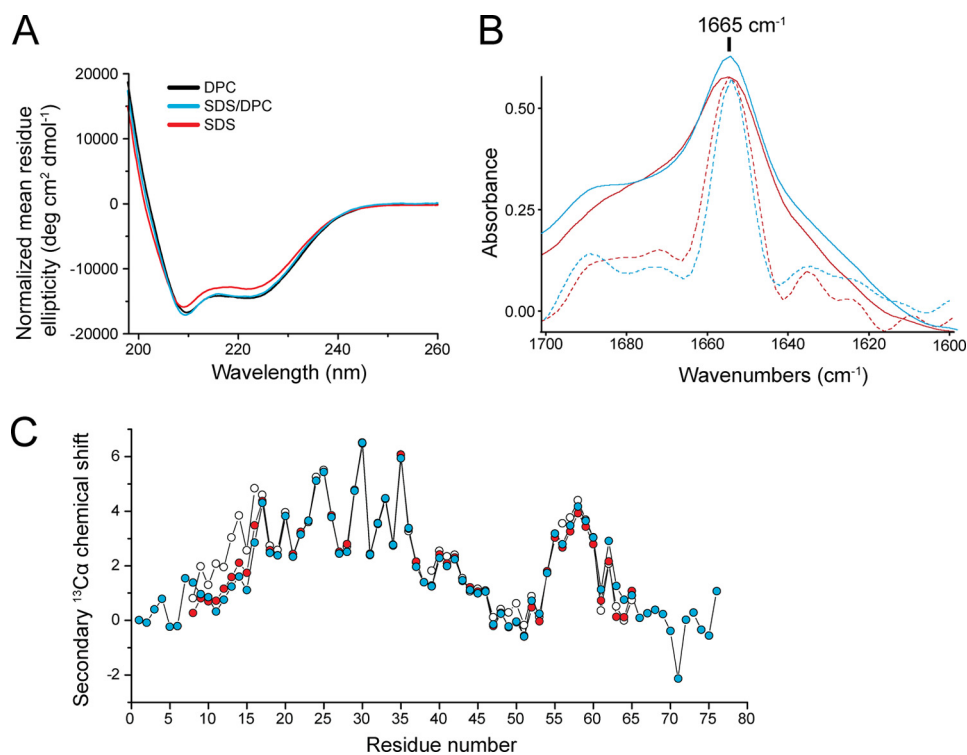 A
Normalized mean residue
ellipticity (deg cm² dmol⁻¹)
20000
10000
0
-10000
-20000
DPC
SDS/DPC
SDS
200
220
240
260
Wavelength (nm)
B
1665 cm⁻¹
Absorbance
0.50
0.25
0.00
1700
1680
1660
1640
1620
1600
Wavenumbers (cm⁻¹)
C
Secondary ¹³Cα chemical shift
6
4
2
0
-2
0
5
10
15
20
25
30
35
40
45
50
55
60
65
70
75
80
Residue number